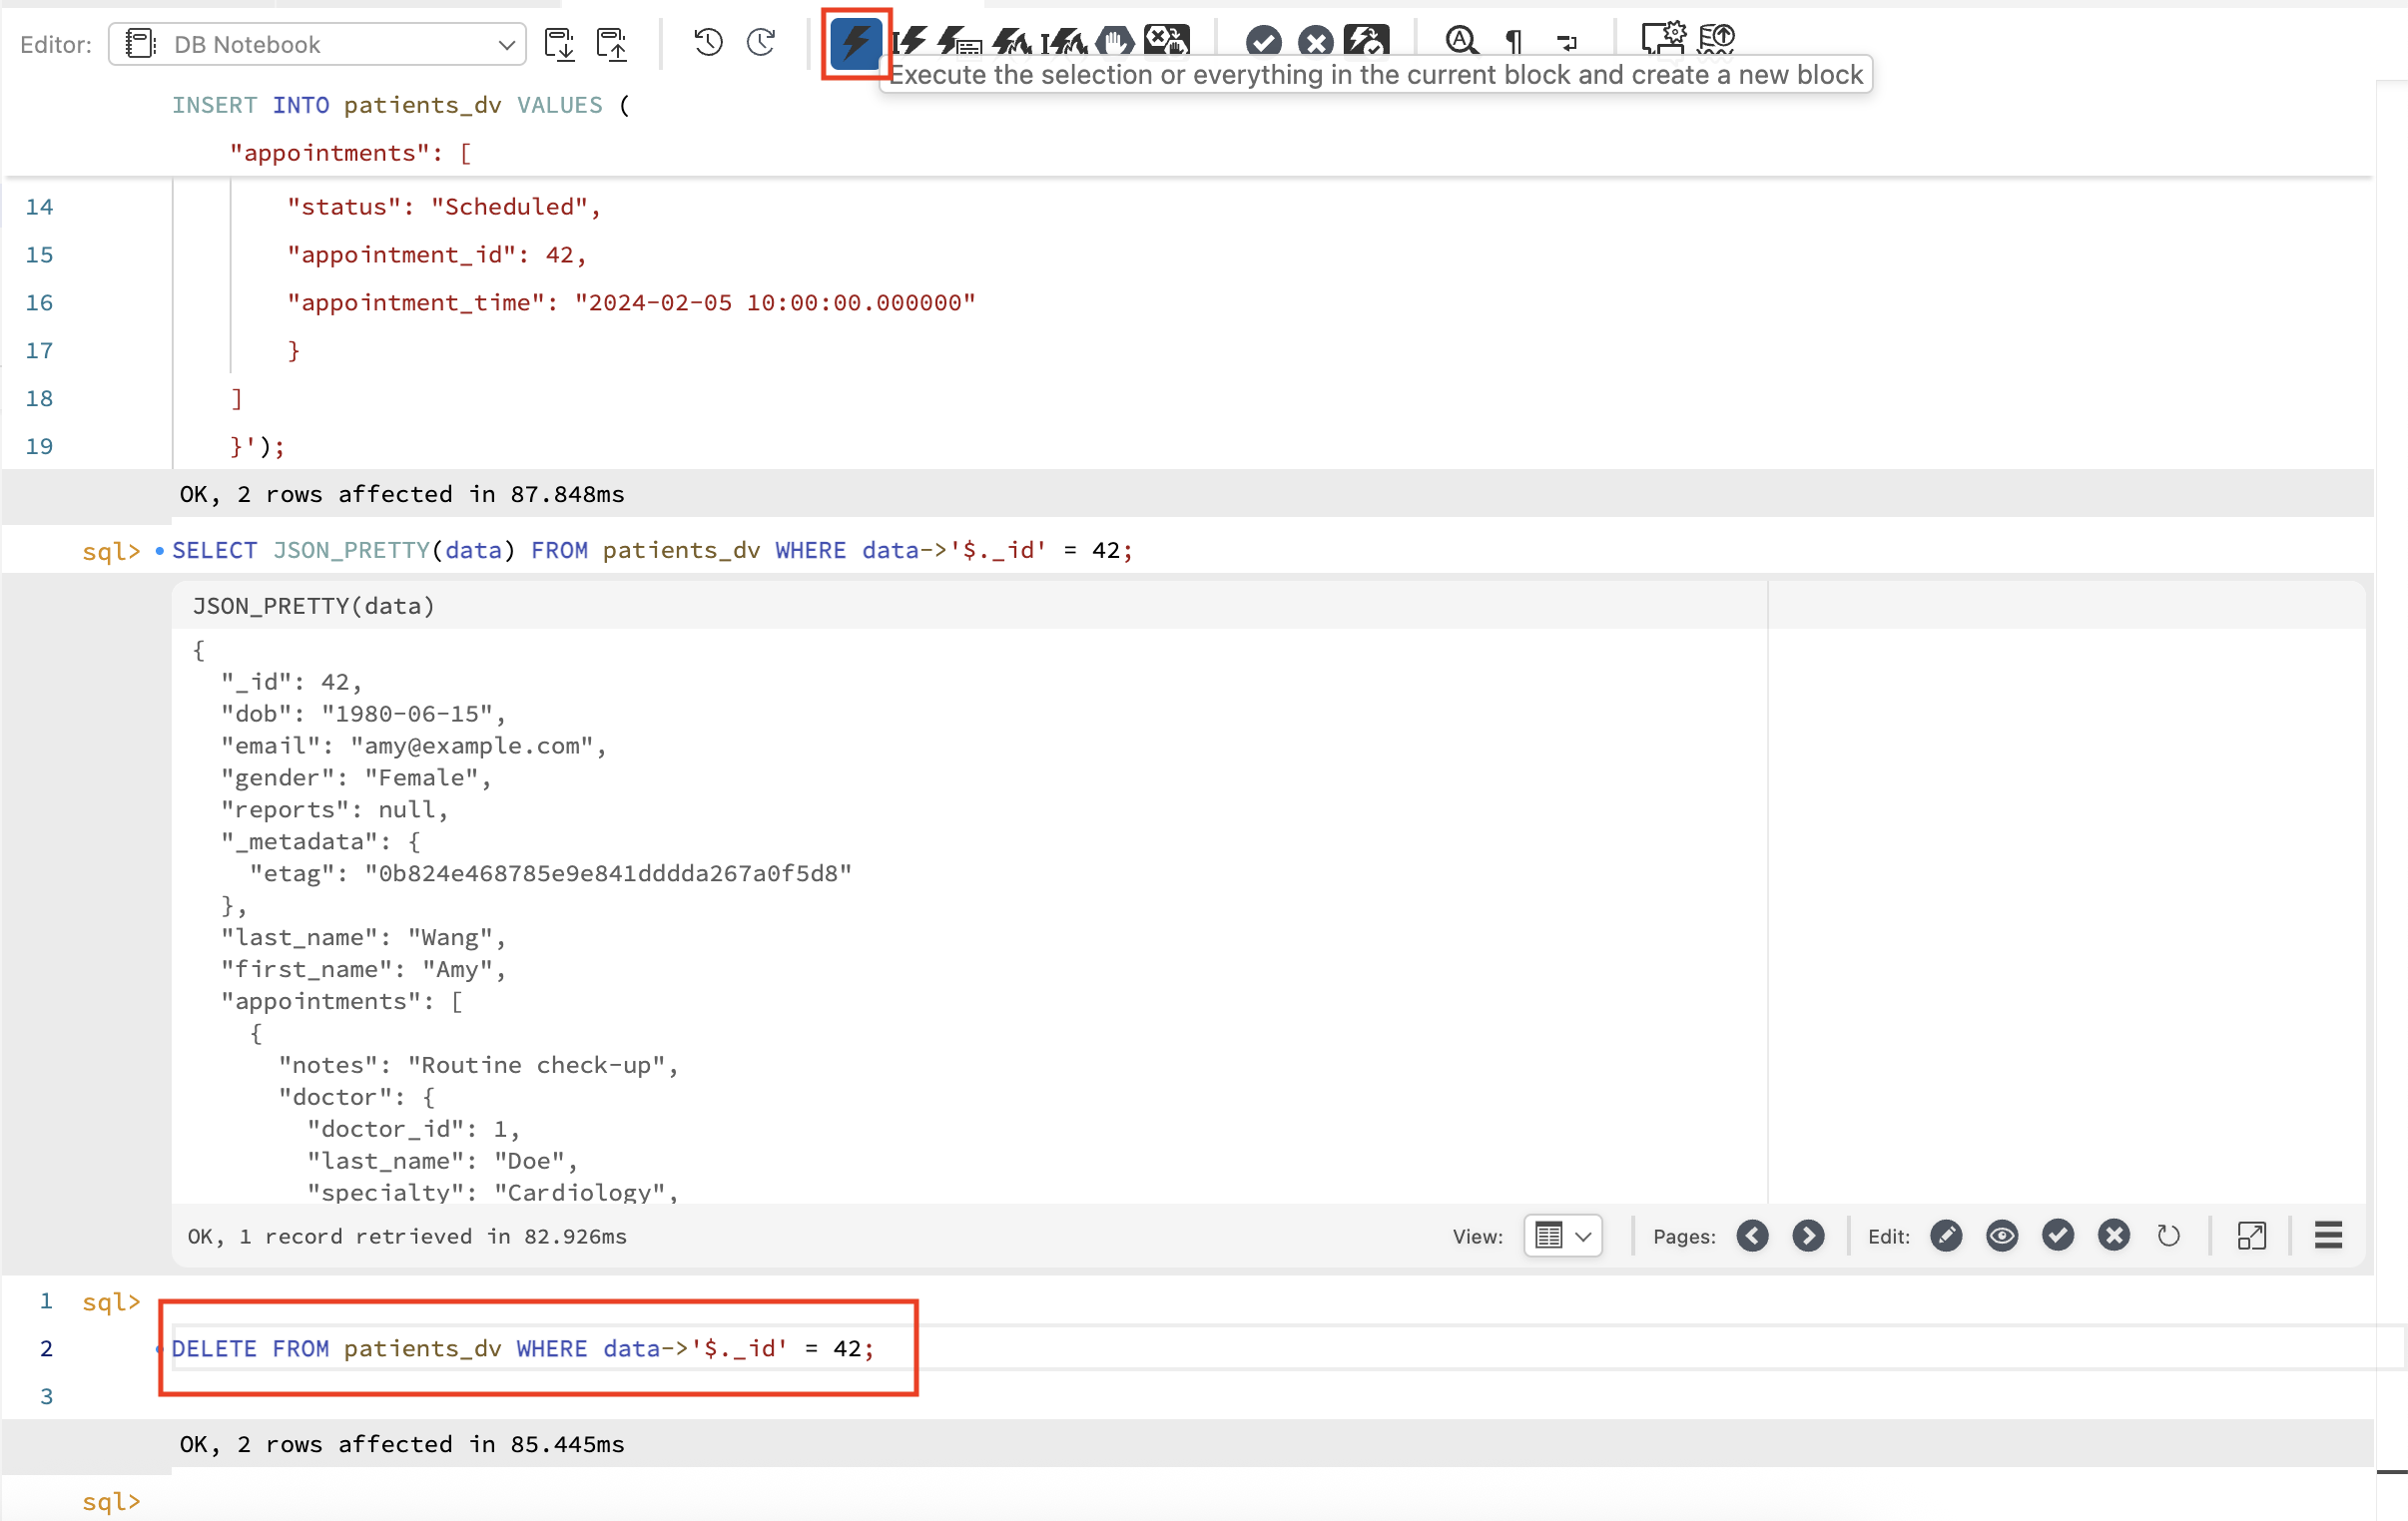 Editor: DB Notebook
Execute the selection or everything in the current block and create a new block
INSERT INTO patients_dv VALUES (
"appointments": [
14 "status": "Scheduled",
15 "appointment_id": 42,
16 "appointment_time": "2024-02-05 10:00:00.000000"
17 }
18 ]
19 }');
OK, 2 rows affected in 87.848ms
sql> SELECT JSON_PRETTY(data) FROM patients_dv WHERE data->'$._id' = 42;
JSON_PRETTY(data)
{
"_id": 42,
"dob": "1980-06-15",
"email": "amy@example.com",
"gender": "Female",
"reports": null,
"_metadata": {
"etag": "0b824e468785e9e841dddda267a0f5d8"
},
"last_name": "Wang",
"first_name": "Amy",
"appointments": [
{
"notes": "Routine check-up",
"doctor": {
"doctor_id": 1,
"last_name": "Doe",
"specialty": "Cardiology",
OK, 1 record retrieved in 82.926ms View: Pages: Edit:
1 sql>
2 DELETE FROM patients_dv WHERE data->'$._id' = 42;
3
OK, 2 rows affected in 85.445ms
sql>